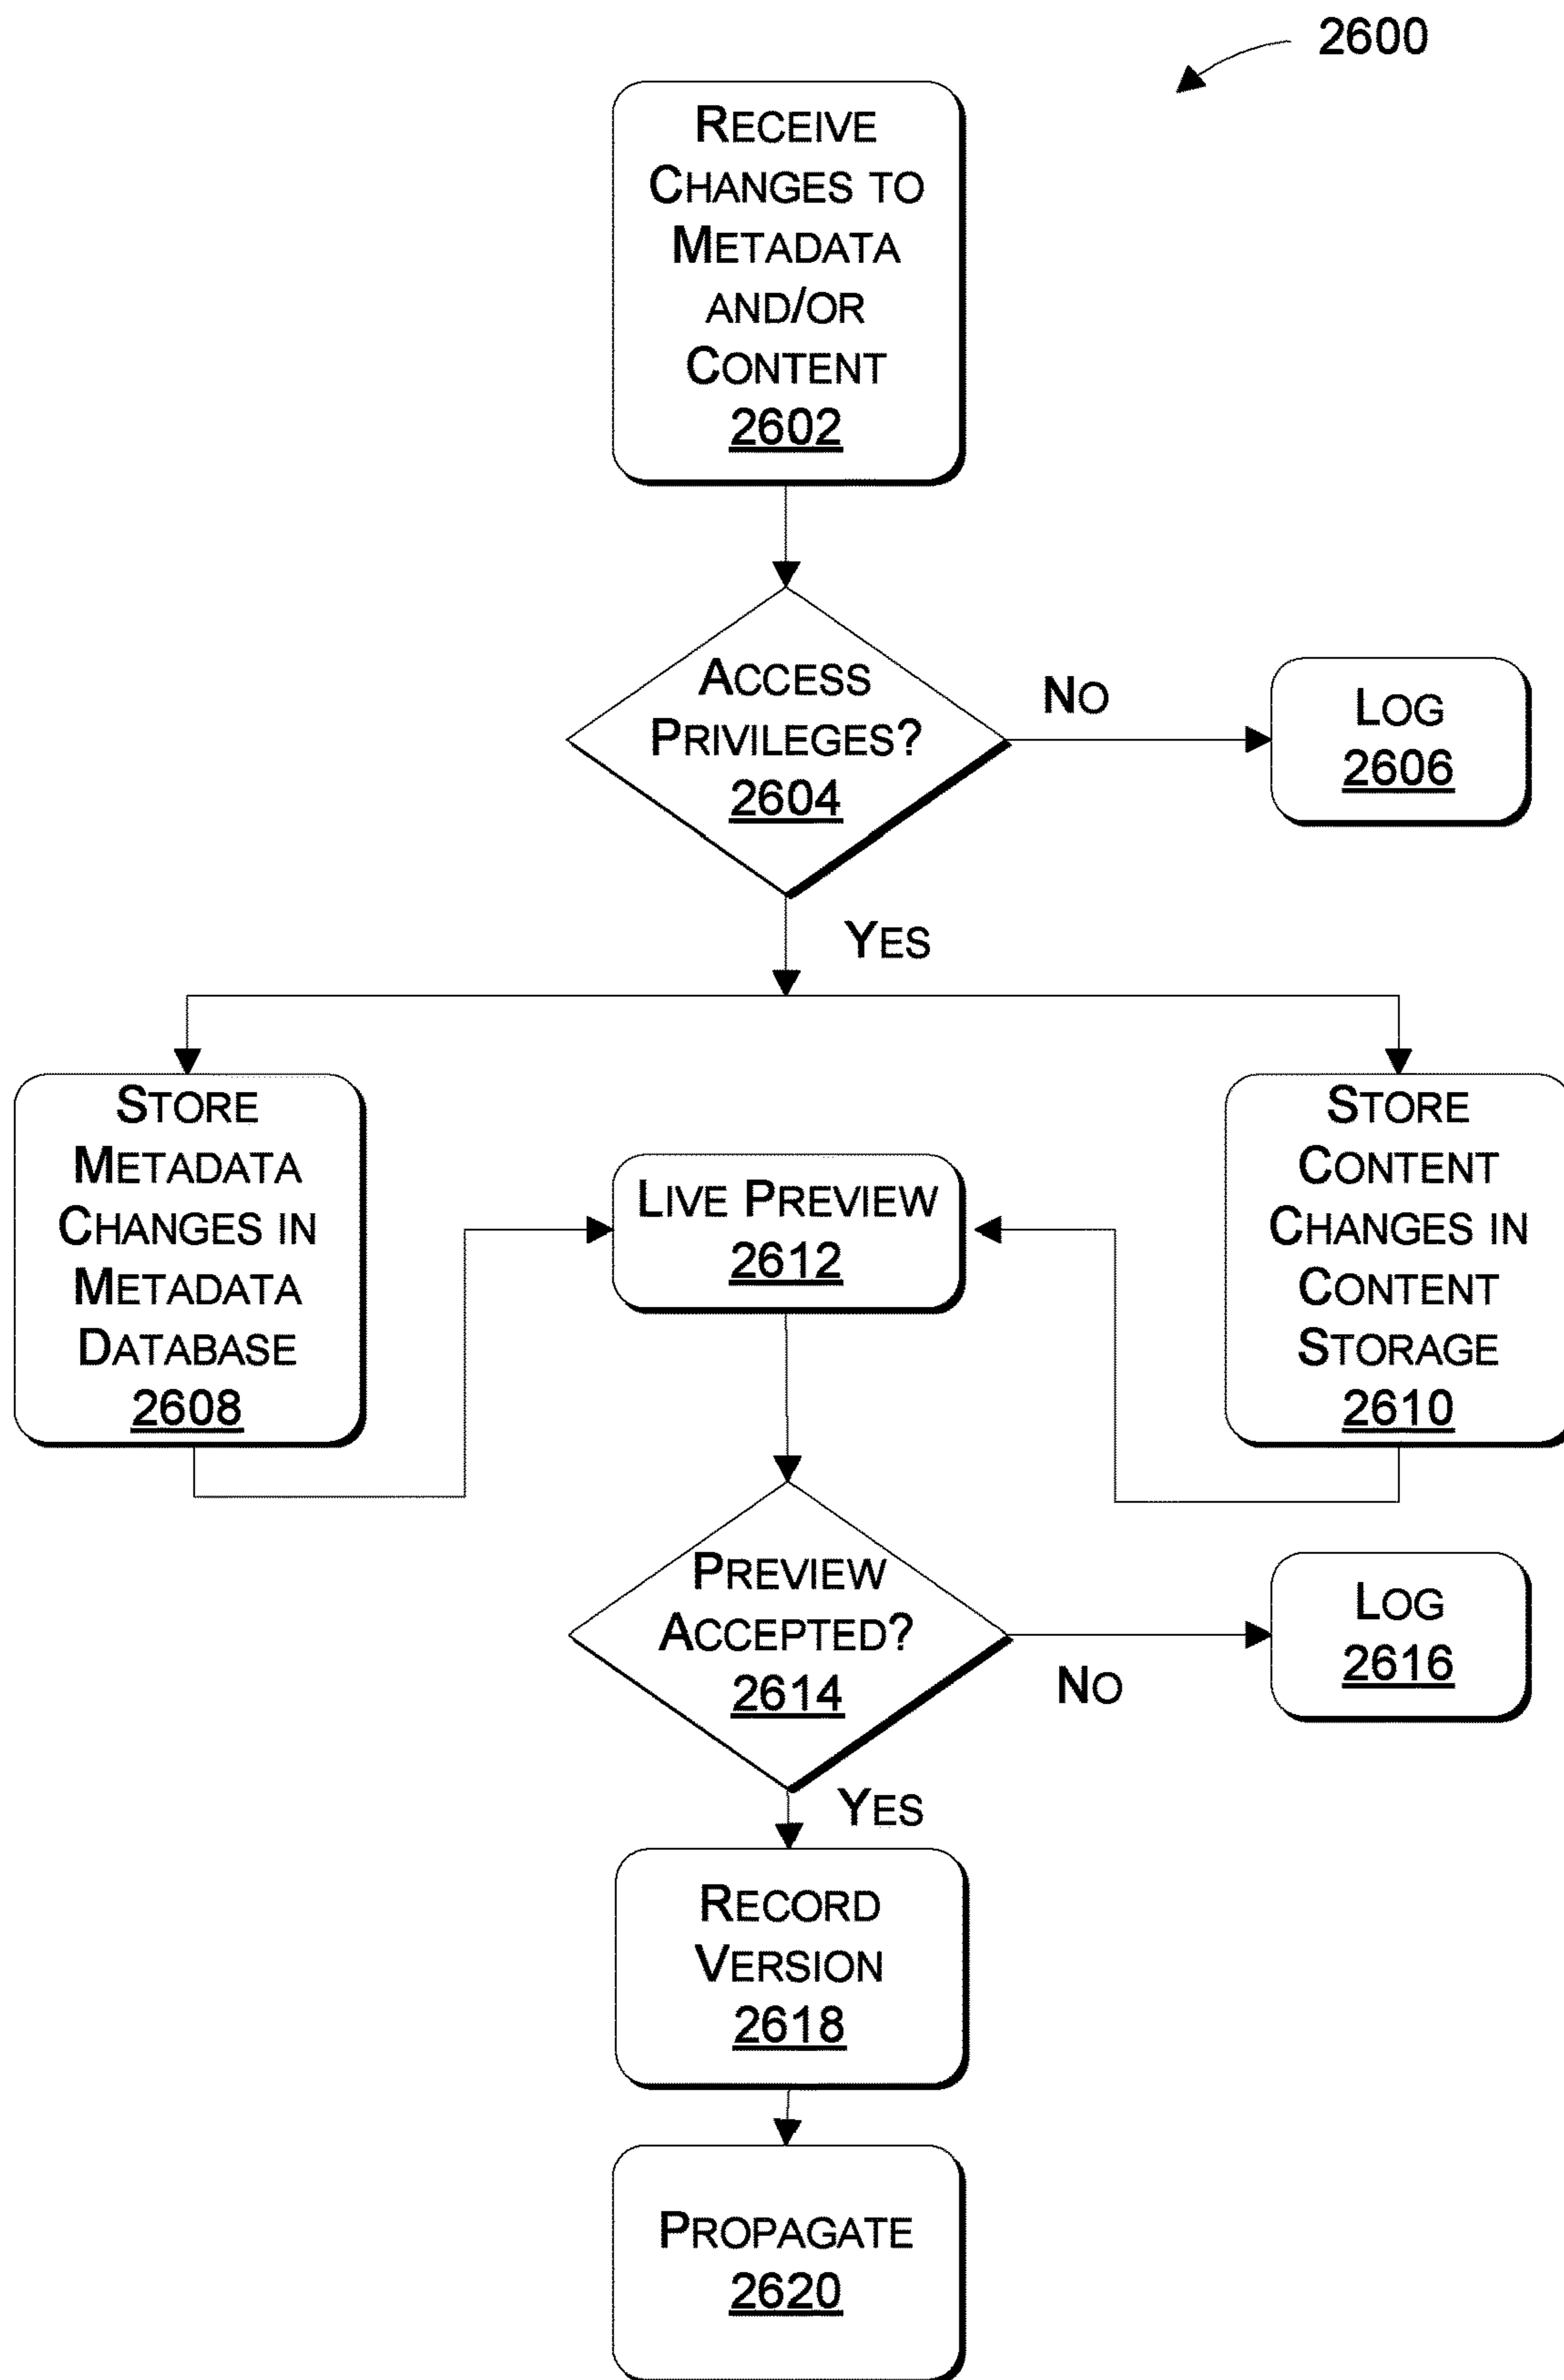 2600
RECEIVE
CHANGES TO
METADATA
AND/OR
CONTENT
2602
ACCESS
PRIVILEGES?
2604
NO
LOG
2606
YES
STORE
METADATA
CHANGES IN
METADATA
DATABASE
2608
STORE
CONTENT
CHANGES IN
CONTENT
STORAGE
2610
LIVE PREVIEW
2612
PREVIEW
ACCEPTED?
2614
NO
LOG
2616
YES
RECORD
VERSION
2618
PROPAGATE
2620